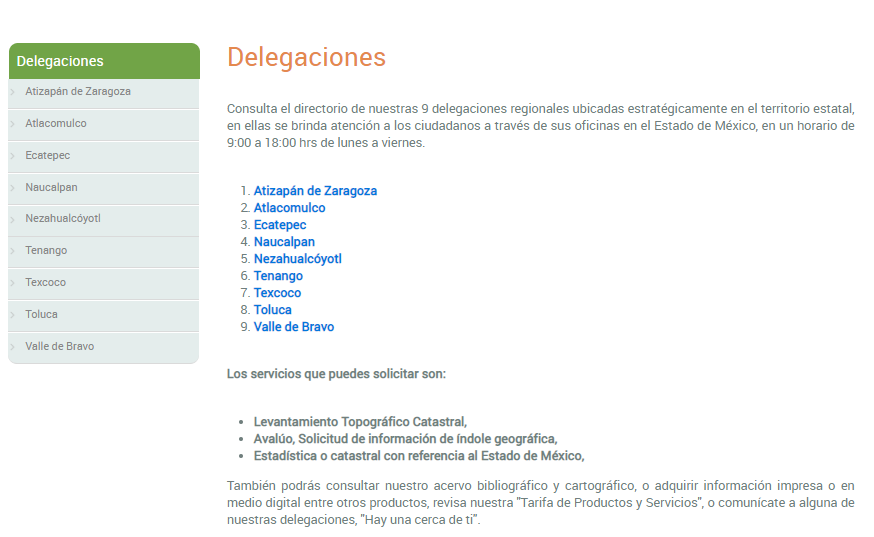 Delegaciones
Atizapán de Zaragoza
Atlacomulco
Ecatepec
Naucalpan
Nezahualcóyotl
Tenango
Texcoco
Toluca
Valle de Bravo
Delegaciones
Consulta el directorio de nuestras 9 delegaciones regionales ubicadas estratégicamente en el territorio estatal,
en ellas se brinda atención a los ciudadanos a través de sus oficinas en el Estado de México, en un horario de
9:00 a 18:00 hrs de lunes a viernes.
1. Atizapán de Zaragoza
2. Atlacomulco
3. Ecatepec
4. Naucalpan
5. Nezahualcóyotl
6. Tenango
7. Texcoco
8. Toluca
9. Valle de Bravo
Los servicios que puedes solicitar son:
• Levantamiento Topográfico Catastral,
• Avalúo, Solicitud de información de índole geográfica,
• Estadística o catastral con referencia al Estado de México,
También podrás consultar nuestro acervo bibliográfico y cartográfico, o adquirir información impresa o en
medio digital entre otros productos, revisa nuestra "Tarifa de Productos y Servicios", o comunícate a alguna de
nuestras delegaciones, "Hay una cerca de ti".